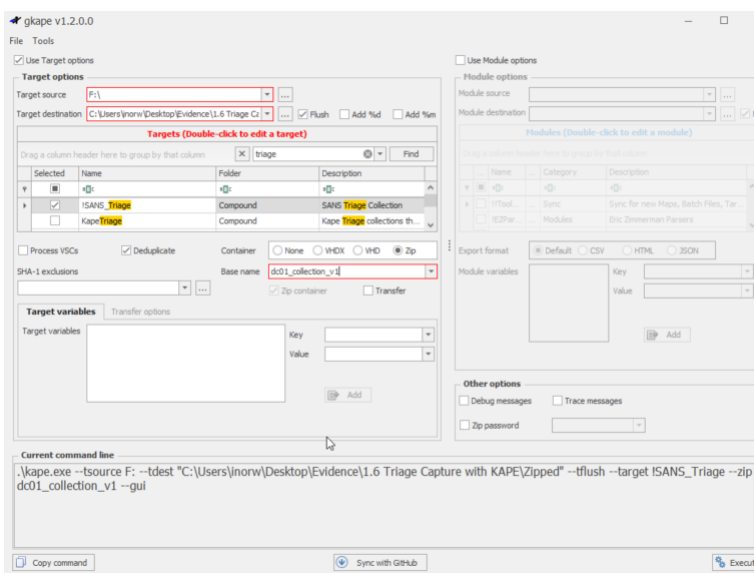 gkape v1.2.0.0
File Tools
Use Target options
Target options
Target source F:\
Target destination C:\Users\inorw\Desktop\Evidence\1.6 Triage Ca ... Flush Add %d Add %m
Targets (Double-click to edit a target)
Drag a column header here to group by that column triage Find
Selected Name Folder Description
!SANS_Triage Compound SANS Triage Collection
KapeTriage Compound Kape Triage collections th...
Process VSCs Deduplicate Container None VHDX VHD Zip
SHA-1 exclusions Base name dc01_collection_v1
Zip container Transfer
Target variables Transfer options
Target variables Key
Value
Add
Use Module options
Module options
Module source
Module destination
Modules (Double-click to edit a module)
Drag a column header here to group by that column
... Name ... Category Description
!!Tool... Sync Sync for new Maps, Batch Files, Tar...
!EZPar... Modules Eric Zimmerman Parsers
Export format Default CSV HTML JSON
Module variables Key
Value
Add
Other options
Debug messages Trace messages
Zip password
Current command line
.\kape.exe --tsource F: --tdest "C:\Users\inorw\Desktop\Evidence\1.6 Triage Capture with KAPE\Zipped" --tflush --target !SANS_Triage --zip
dc01_collection_v1 --gui
Copy command Sync with GitHub Execut